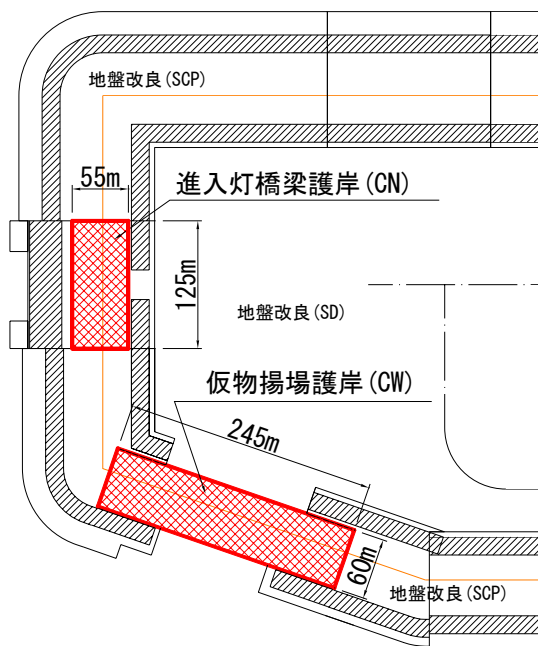 地盤改良(SCP)
55m
進入灯橋梁護岸(CN)
125m
地盤改良(SD)
仮物揚場護岸(CW)
245m
60m
地盤改良(SCP)